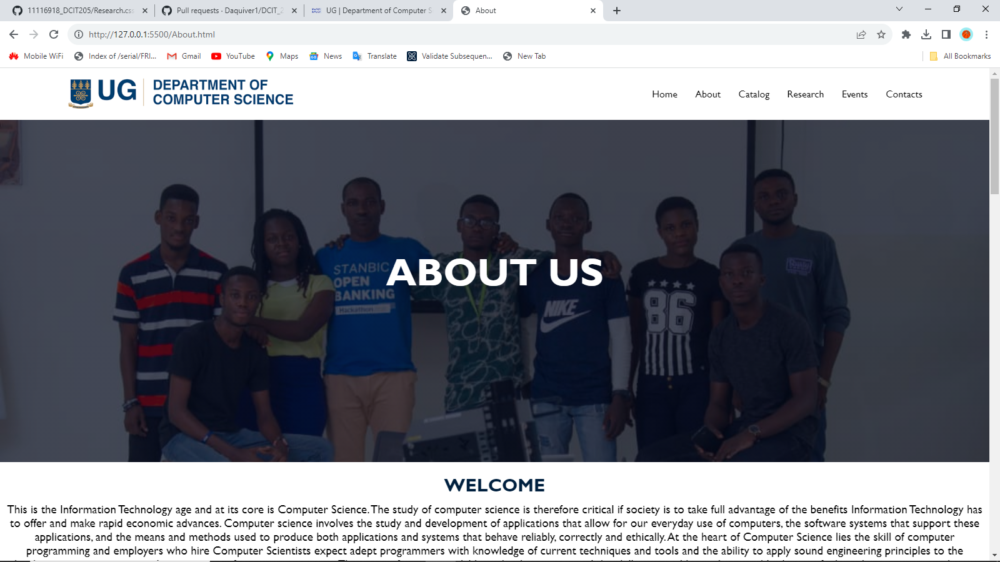 11116918_DCIT205/Research.css
Pull requests · Daquiver1/DCIT_2
UG | Department of Computer S
About
http://127.0.0.1:5500/About.html
Mobile WiFi
Index of /serial/FRI...
Gmail
YouTube
Maps
News
Translate
Validate Subsequen...
New Tab
All Bookmarks
UG
DEPARTMENT OF
COMPUTER SCIENCE
Home
About
Catalog
Research
Events
Contacts
STANBIC
OPEN
BANKING
Hackathon
NIKE
86
ABOUT US
WELCOME
This is the Information Technology age and at its core is Computer Science. The study of computer science is therefore critical if society is to take full advantage of the benefits Information Technology has
to offer and make rapid economic advances. Computer science involves the study and development of applications that allow for our everyday use of computers, the software systems that support these
applications, and the means and methods used to produce both applications and systems that behave reliably, correctly and ethically. At the heart of Computer Science lies the skill of computer
programming and employers who hire Computer Scientists expect adept programmers with knowledge of current techniques and tools and the ability to apply sound engineering principles to the